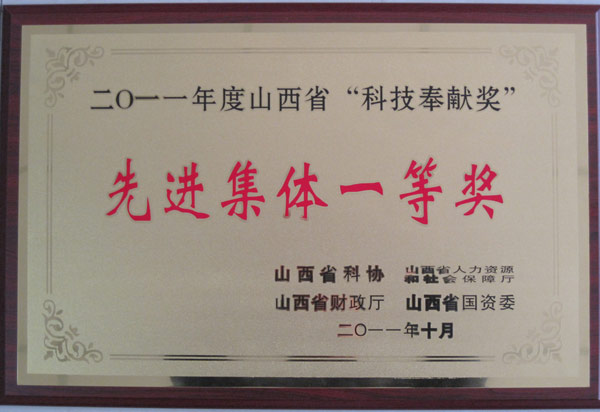 二〇一一年度山西省“科技奉献奖”
先进集体一等奖
山西省科协 山西省人力资源和社会保障厅
山西省财政厅 山西省国资委
二〇一一年十月